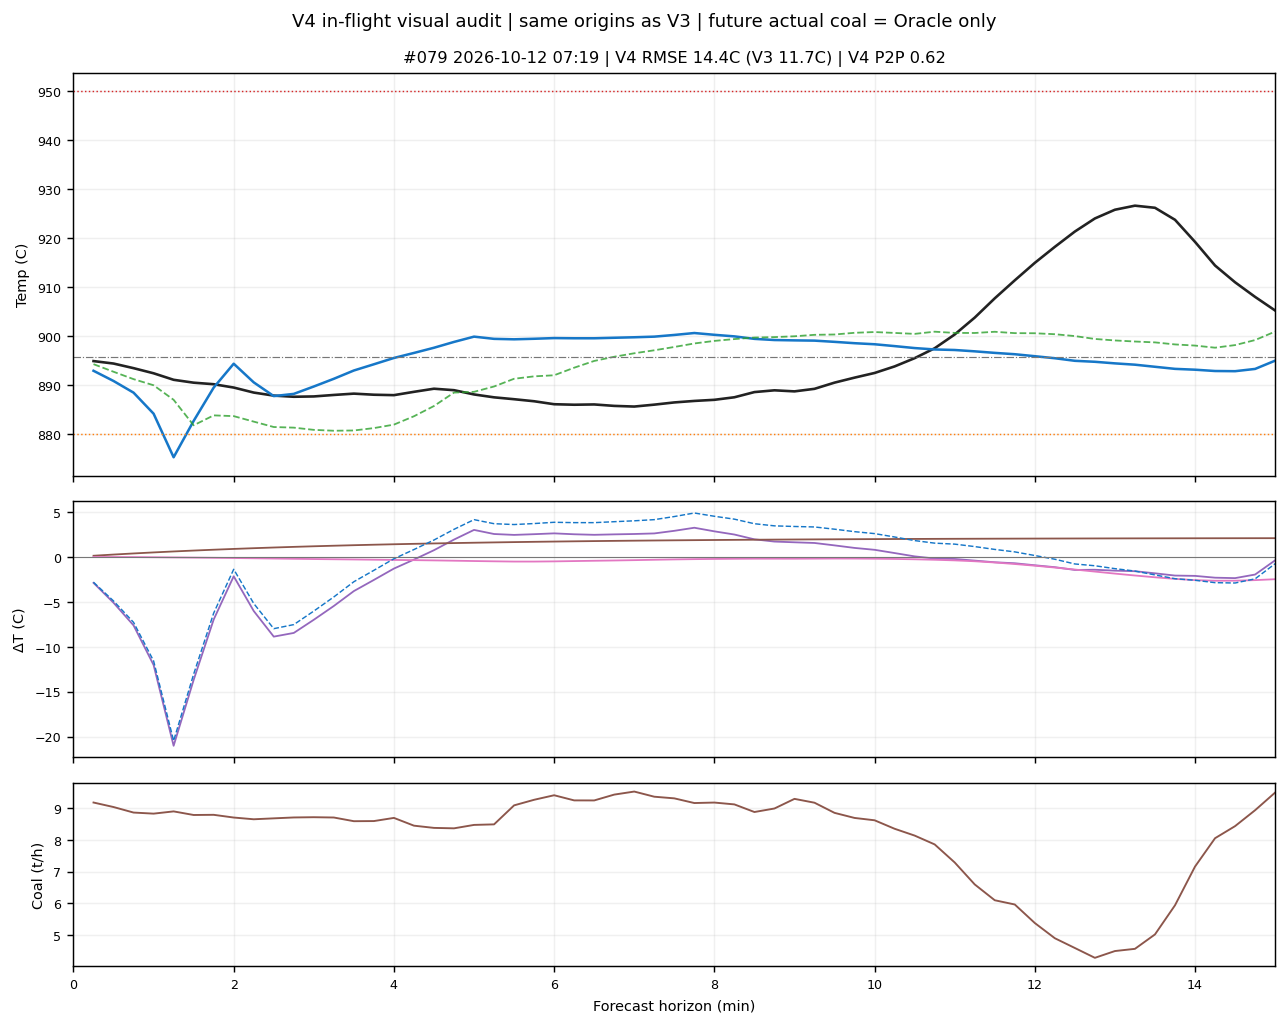 V4 in-flight visual audit | same origins as V3 | future actual coal = Oracle only
#079 2026-10-12 07:19 | V4 RMSE 14.4C (V3 11.7C) | V4 P2P 0.62
950
940
930
920
910
900
890
880
Temp (C)
5
0
−5
−10
−15
−20
ΔT (C)
9
8
7
6
5
Coal (t/h)
0 2 4 6 8 10 12 14
Forecast horizon (min)